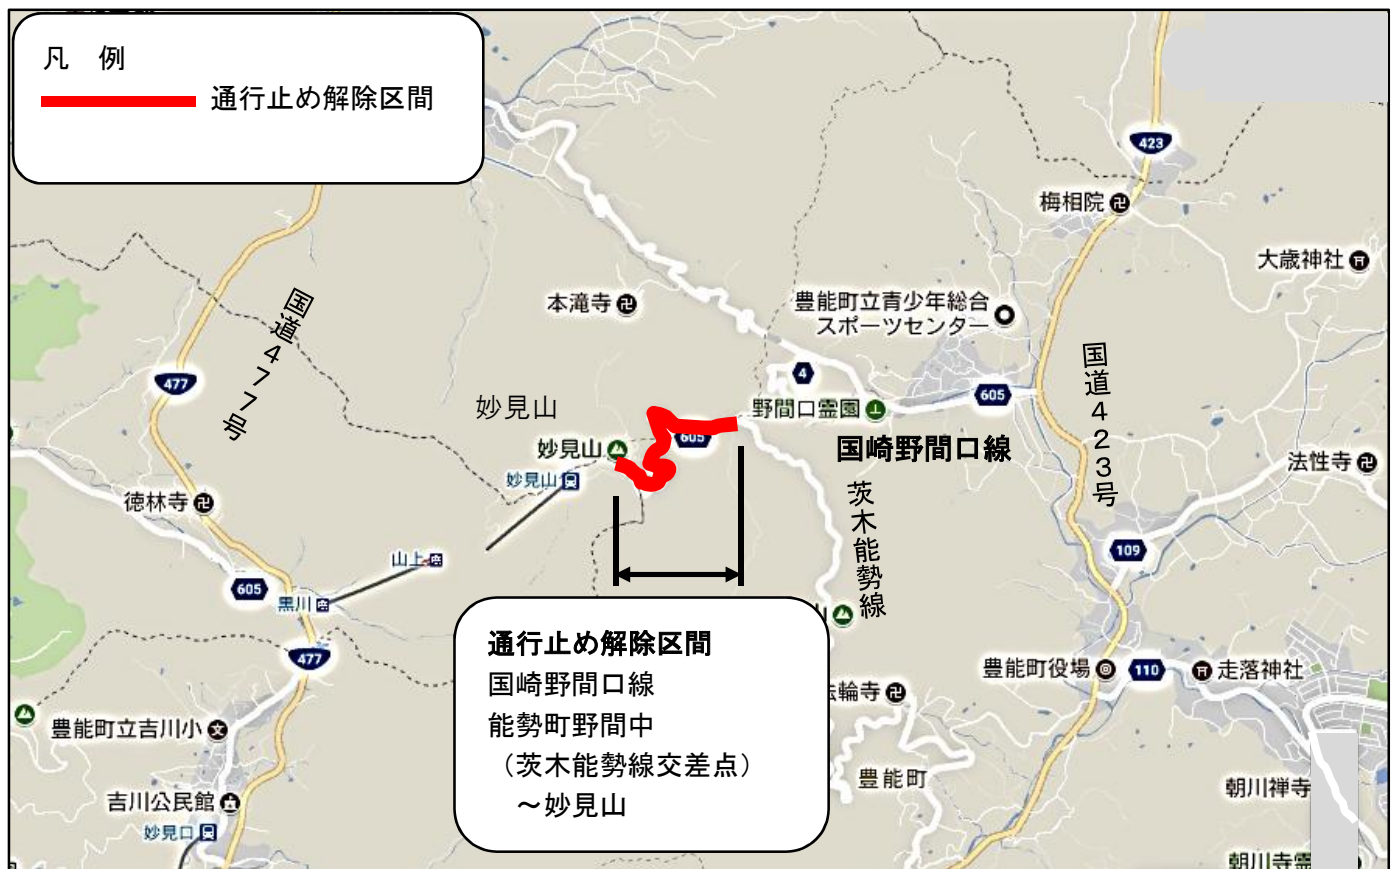 凡　例
通行止め解除区間
423
梅相院
大歳神社
国道477号
本滝寺
豊能町立青少年総合
スポーツセンター
国道423号
477
4
605
妙見山
野間口霊園
605
国崎野間口線
妙見山
妙見山
法性寺
徳林寺
茨木能勢線
109
山上
605
黒川
477
通行止め解除区間
国崎野間口線
能勢町野間中
（茨木能勢線交差点）
～妙見山
豊能町役場
110
走落神社
輪寺
豊能町立吉川小
文
豊能町
朝川禅寺
吉川公民館
妙見口
朝川寺霊